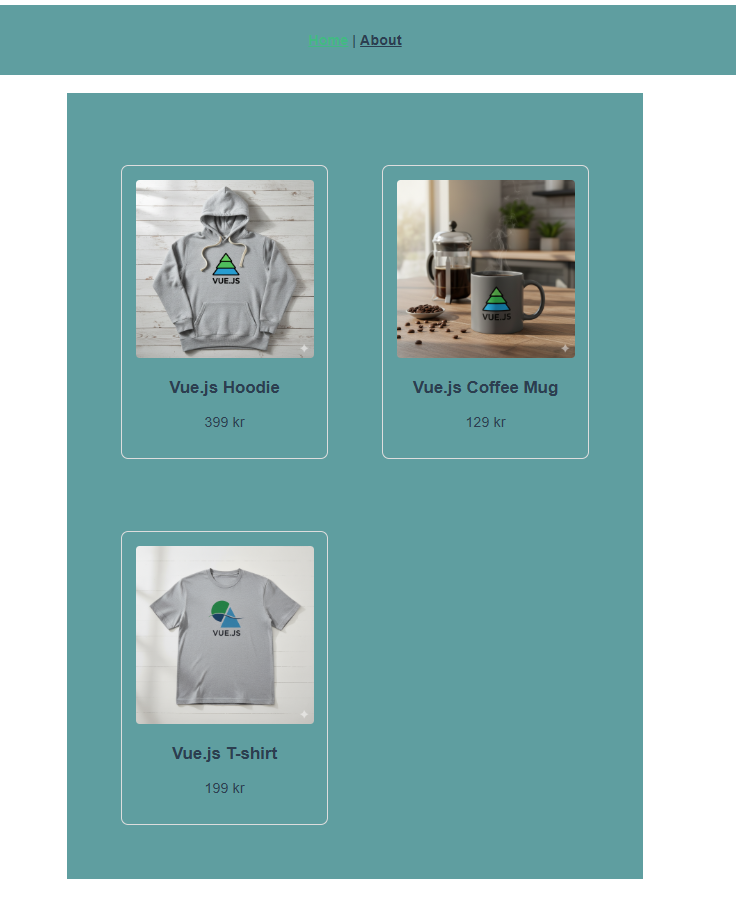 Home | About
VUE.JS
Vue.js Hoodie
399 kr
VUE.JS
Vue.js Coffee Mug
129 kr
VUE.JS
Vue.js T-shirt
199 kr